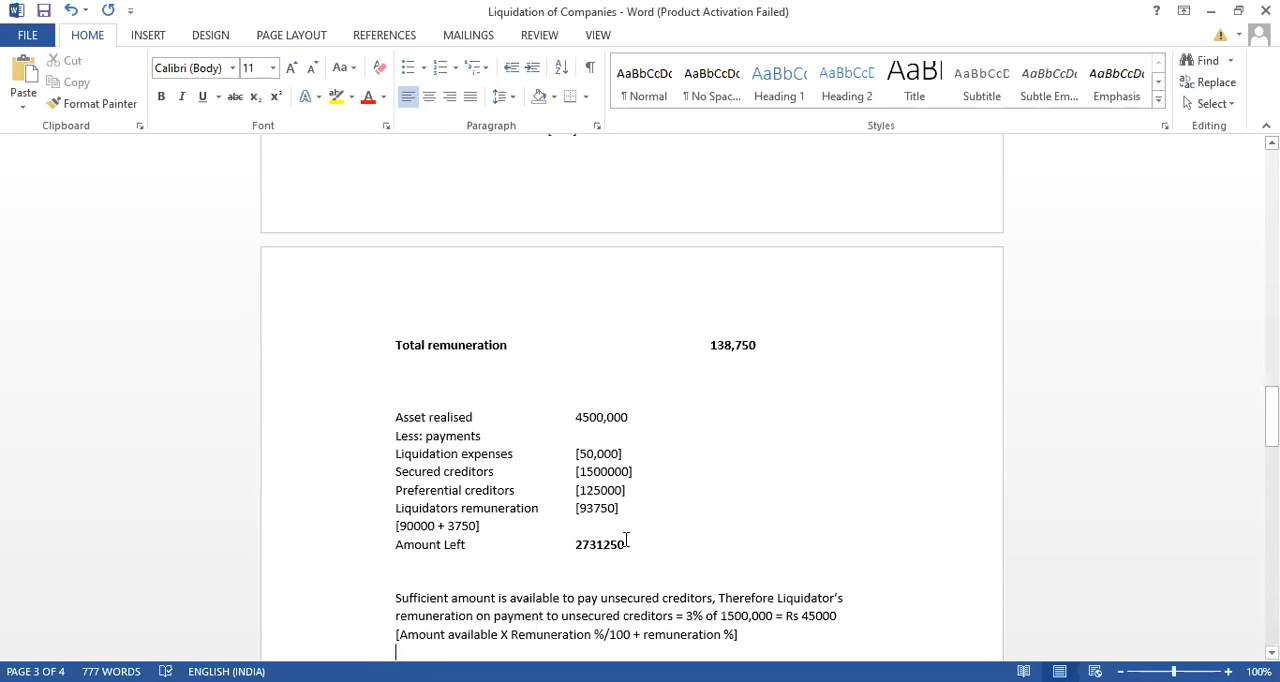 Liquidation of Companies - Word (Product Activation Failed)
FILE HOME INSERT DESIGN PAGE LAYOUT REFERENCES MAILINGS REVIEW VIEW
Paste
Cut
Copy
Format Painter
Clipboard
Calibri (Body) 11
Font
Paragraph
AaBbCcDc AaBbCcDc AaBbCc AaBbCcD AaBl AaBbCcD AaBbCcDc AaBbCcDc
¶ Normal ¶ No Spac... Heading 1 Heading 2 Title Subtitle Subtle Em... Emphasis
Styles
Find
Replace
Select
Editing
Total remuneration 138,750
Asset realised 4500,000
Less: payments
Liquidation expenses [50,000]
Secured creditors [1500000]
Preferential creditors [125000]
Liquidators remuneration [93750]
[90000 + 3750]
Amount Left 2731250
Sufficient amount is available to pay unsecured creditors, Therefore Liquidator's
remuneration on payment to unsecured creditors = 3% of 1500,000 = Rs 45000
[Amount available X Remuneration %/100 + remuneration %]
PAGE 3 OF 4 777 WORDS ENGLISH (INDIA) 100%